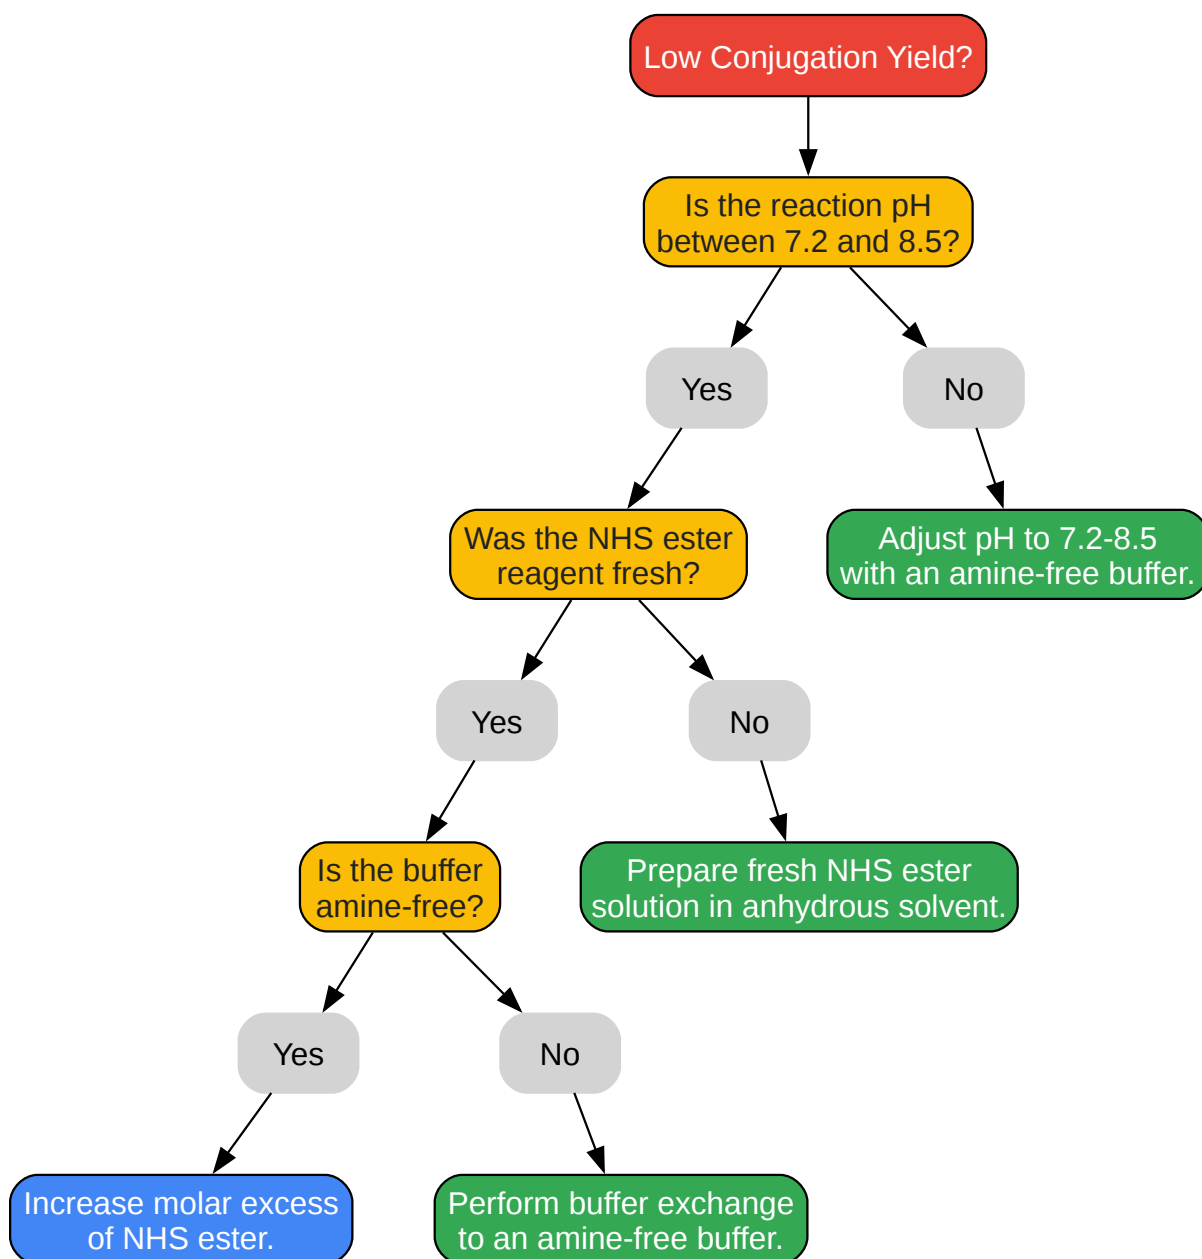 Low Conjugation Yield?
Is the reaction pH
between 7.2 and 8.5?
Yes
No
Was the NHS ester
reagent fresh?
Adjust pH to 7.2-8.5
with an amine-free buffer.
Yes
No
Is the buffer
amine-free?
Prepare fresh NHS ester
solution in anhydrous solvent.
Yes
No
Increase molar excess
of NHS ester.
Perform buffer exchange
to an amine-free buffer.